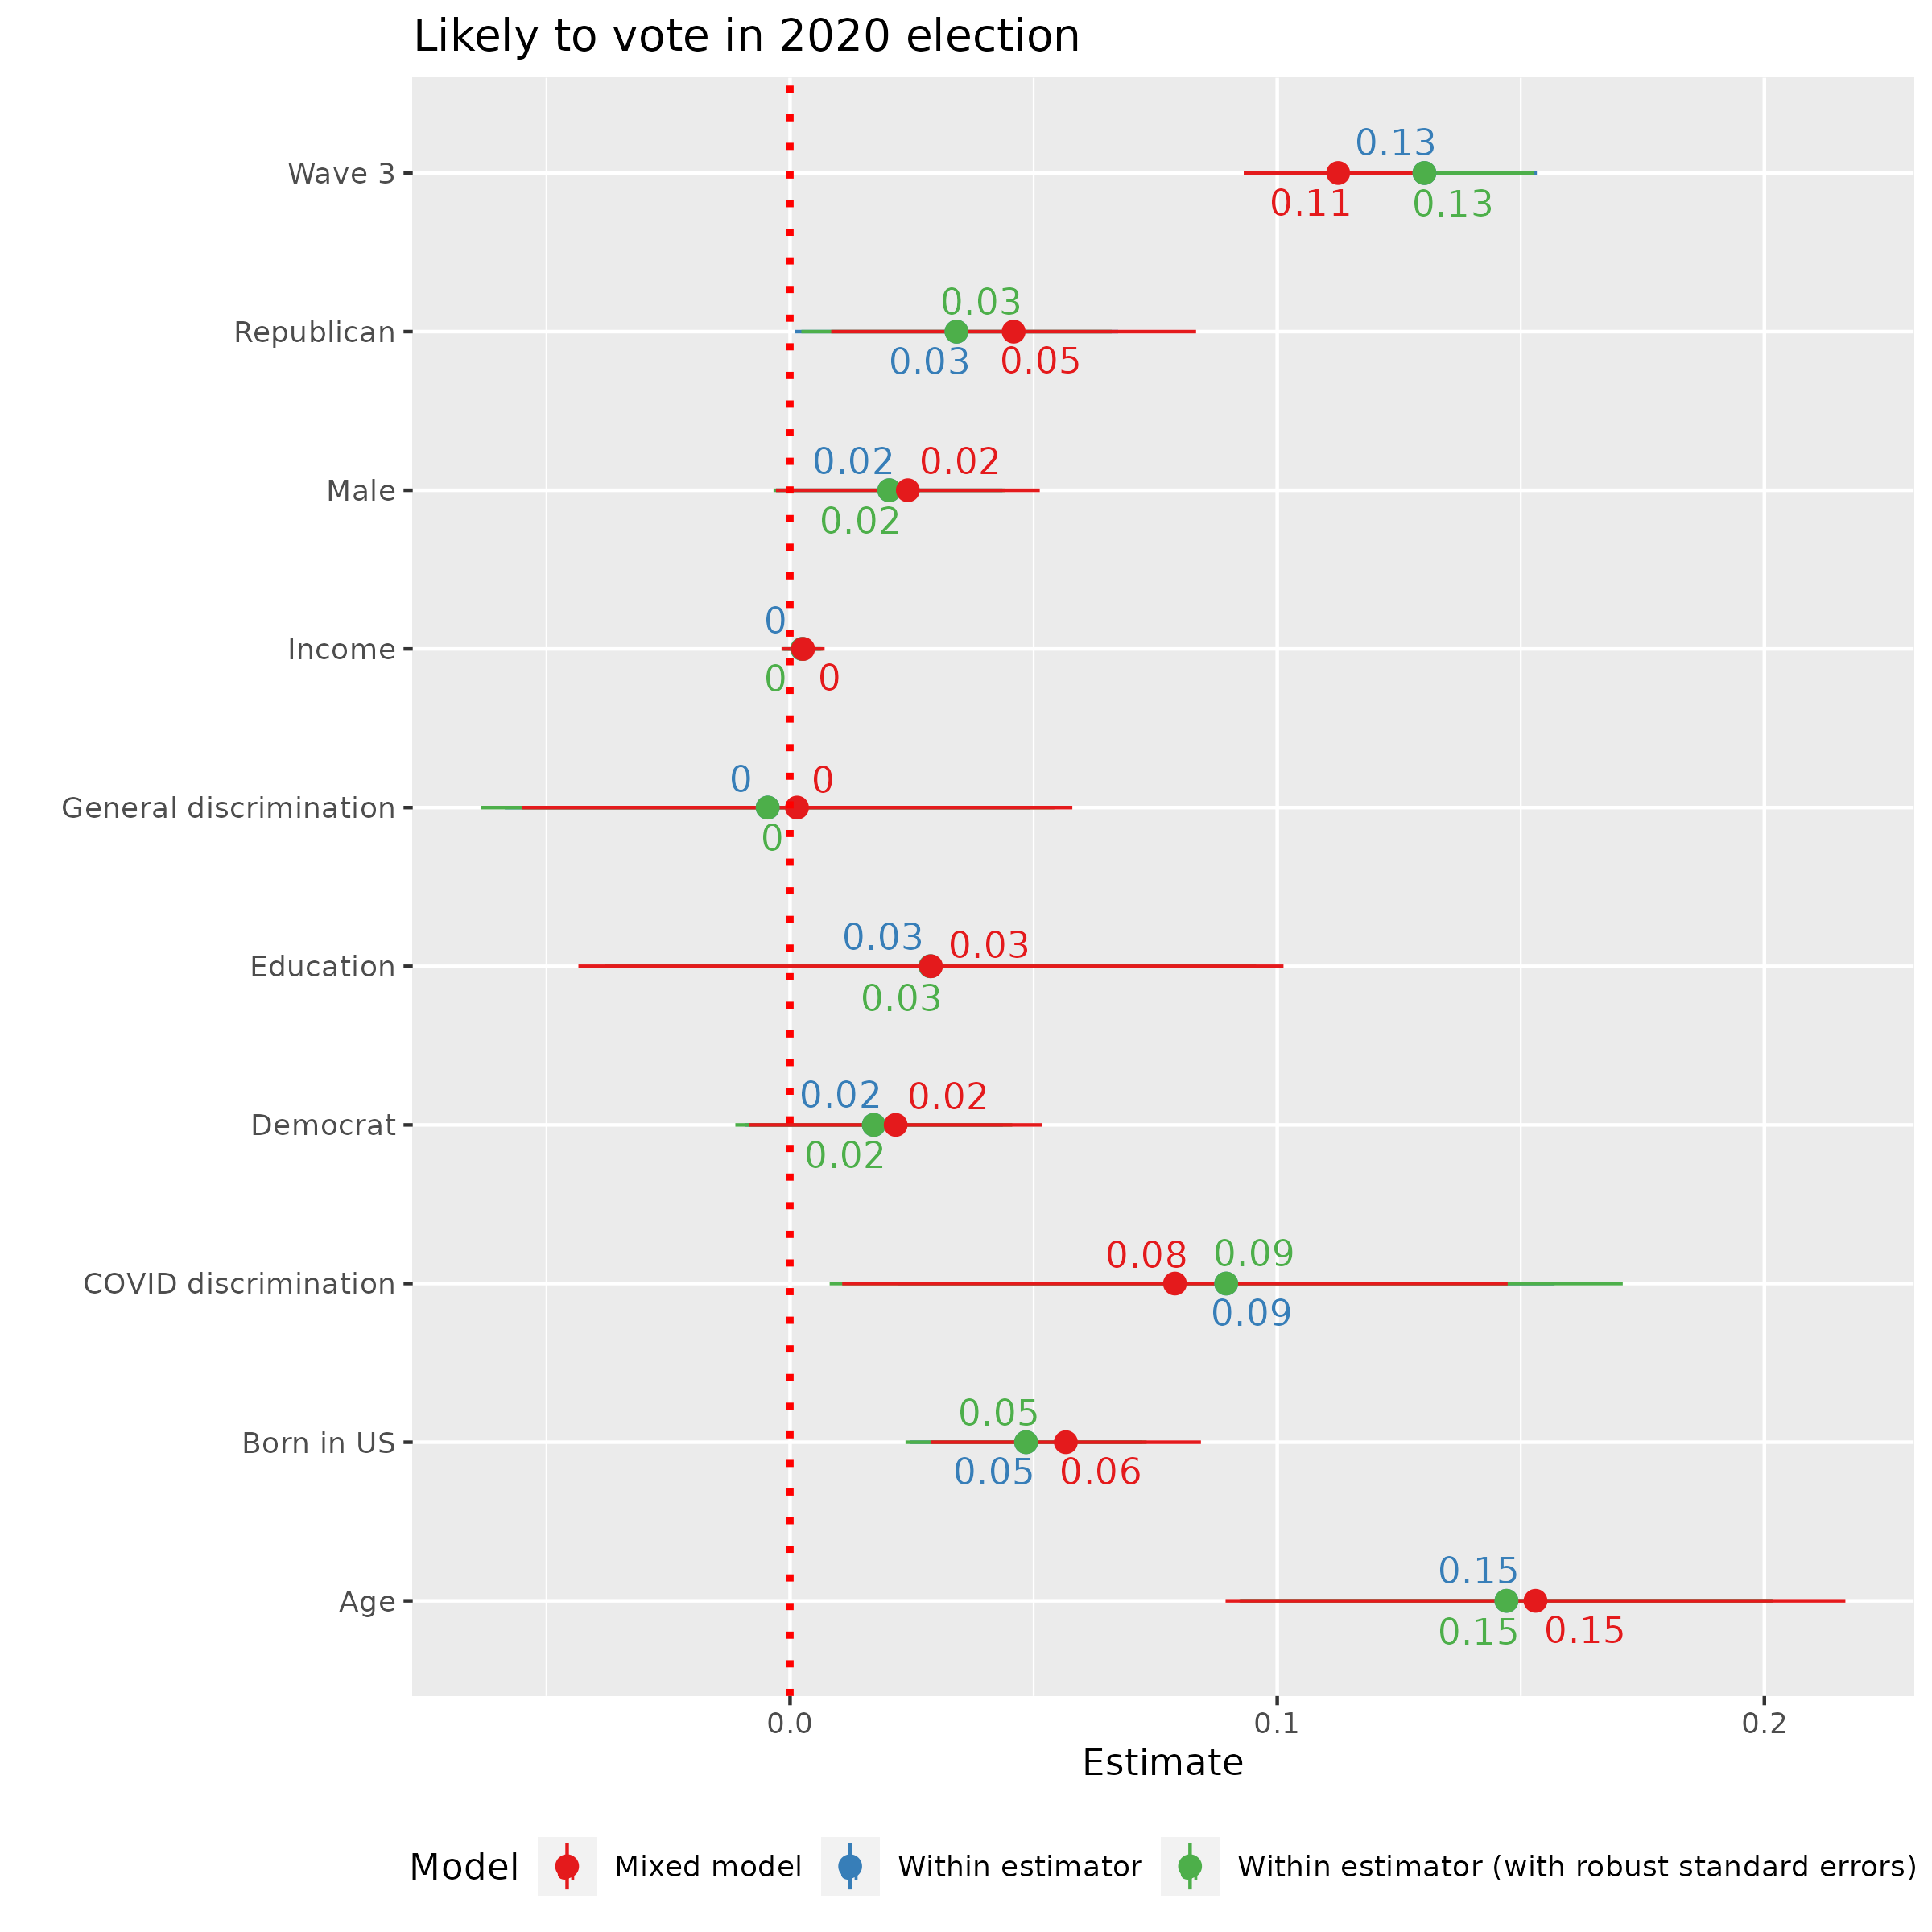 Likely to vote in 2020 election
0.13
Wave 3
0.11 0.13
0.03
Republican
0.03 0.05
0.02 0.02
Male
0.02
0
Income
0 0
0 0
General discrimination
0
0.03 0.03
Education
0.03
0.02 0.02
Democrat
0.02
0.08 0.09
COVID discrimination
0.09
0.05
Born in US
0.05 0.06
0.15
Age
0.15 0.15
0.0 0.1 0.2
Estimate
Model Mixed model Within estimator Within estimator (with robust standard errors)